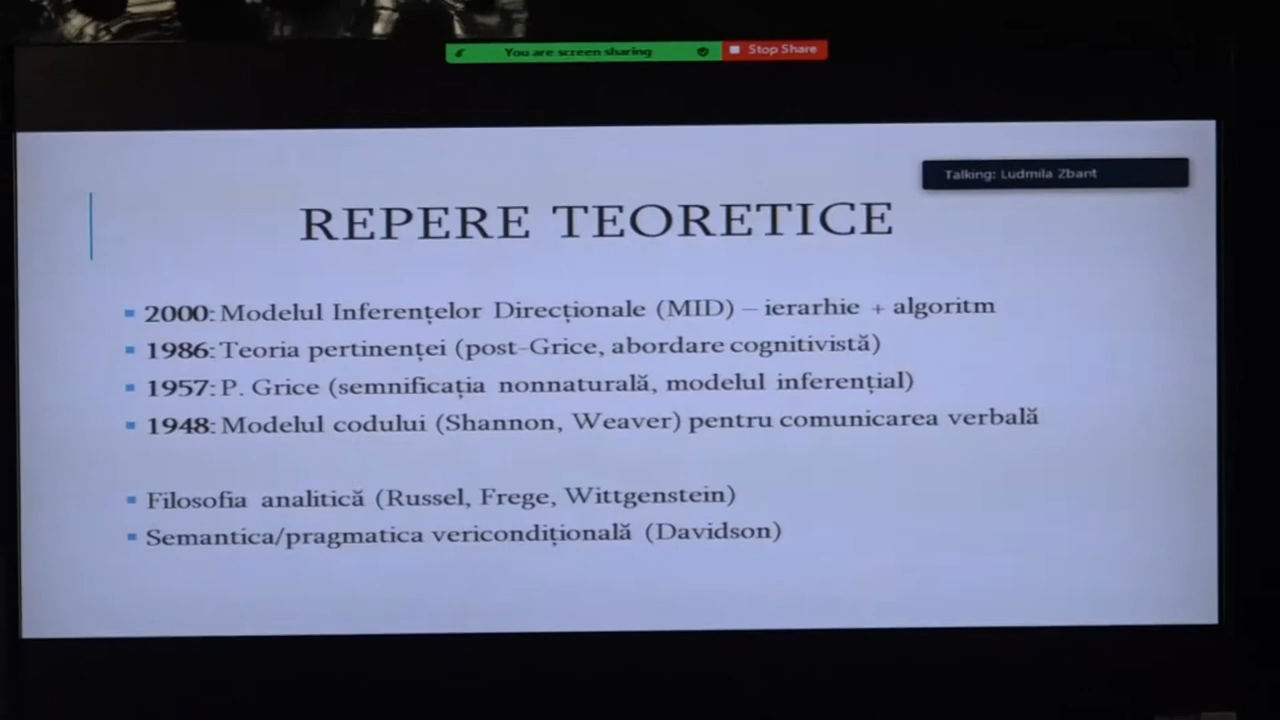 You are screen sharing
Stop Share
Talking: Ludmila Zbant
REPERE TEORETICE
2000: Modelul Inferențelor Direcționale (MID) – ierarhie + algoritm
1986: Teoria pertinenței (post-Grice, abordare cognitivistă)
1957: P. Grice (semnificația nonnaturală, modelul inferențial)
1948: Modelul codului (Shannon, Weaver) pentru comunicarea verbală
Filosofia analitică (Russel, Frege, Wittgenstein)
Semantica/pragmatica vericondițională (Davidson)